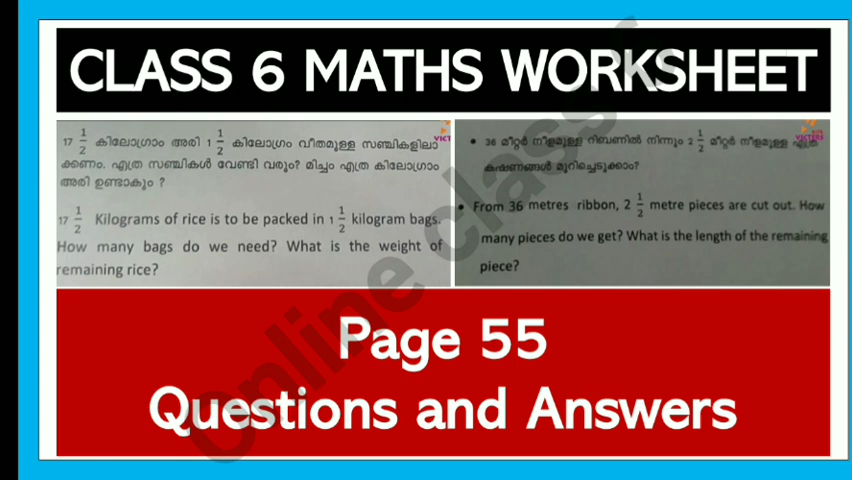 CLASS 6 MATHS WORKSHEET
17 1/2 കിലോഗ്രാം അരി 1 1/2 കിലോഗ്രം വീതമുള്ള സഞ്ചികളിലാ
ക്കണം. എത്ര സഞ്ചികൾ വേണ്ടി വരും? മിച്ചം എത്ര കിലോഗ്രാം
അരി ഉണ്ടാകും ?
17 1/2 Kilograms of rice is to be packed in 1 1/2 kilogram bags.
How many bags do we need? What is the weight of
remaining rice?
VICTERS
• 36 മീറ്റർ നീളമുള്ള റിബണിൽ നിന്നും 2 1/2 മീറ്റർ നീളമുള്ള എത്ര
കഷണങ്ങൾ മുറിച്ചെടുക്കാം?
• From 36 metres ribbon, 2 1/2 metre pieces are cut out. How
many pieces do we get? What is the length of the remaining
piece?
Page 55
Questions and Answers
Online class